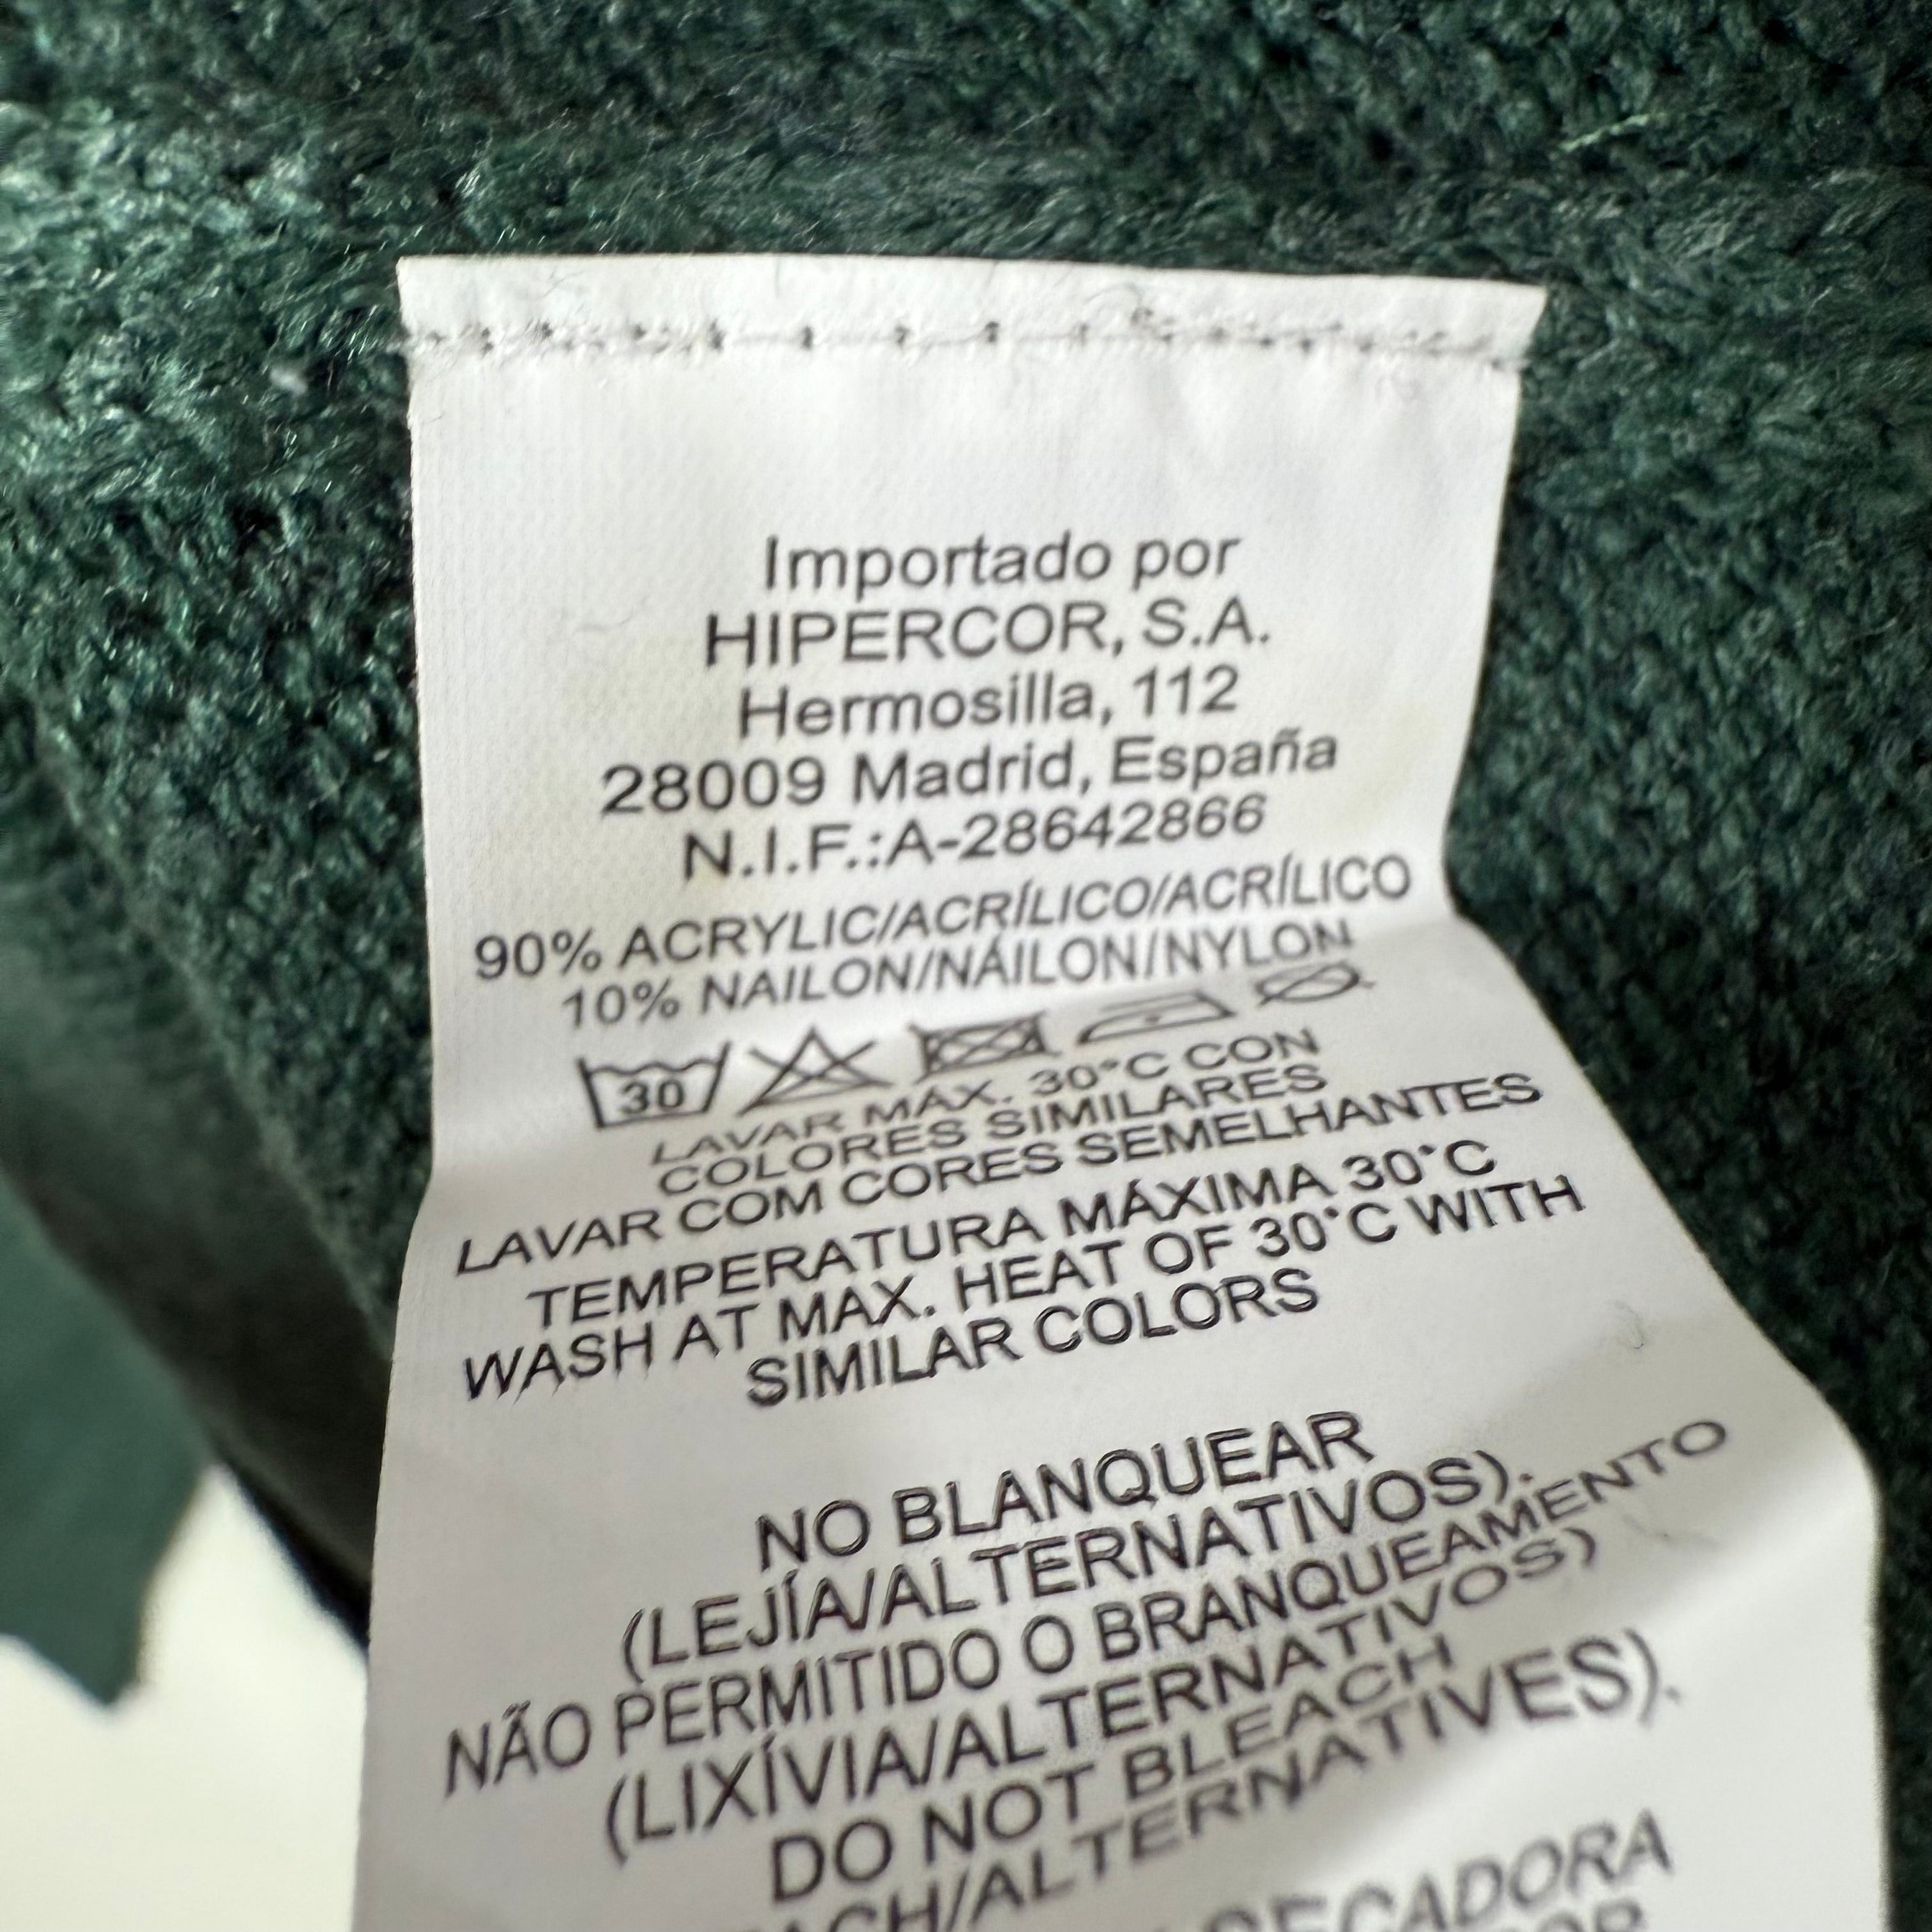 Importado por
HIPERCOR, S.A.
Hermosilla, 112
28009 Madrid, España
N.I.F.:A-28642866
90% ACRYLIC/ACRÍLICO/ACRÍLICO
10% NAILON/NÁILON/NYLON
30
LAVAR MÁX. 30°C CON
COLORES SIMILARES
LAVAR COM CORES SEMELHANTES
TEMPERATURA MÁXIMA 30°C
WASH AT MAX. HEAT OF 30°C WITH
SIMILAR COLORS
NO BLANQUEAR
(LEJÍA/ALTERNATIVOS).
NÃO PERMITIDO O BRANQUEAMENTO
(LIXÍVIA/ALTERNATIVOS)
DO NOT BLEACH
/ALTERNATIVES).
SECADORA